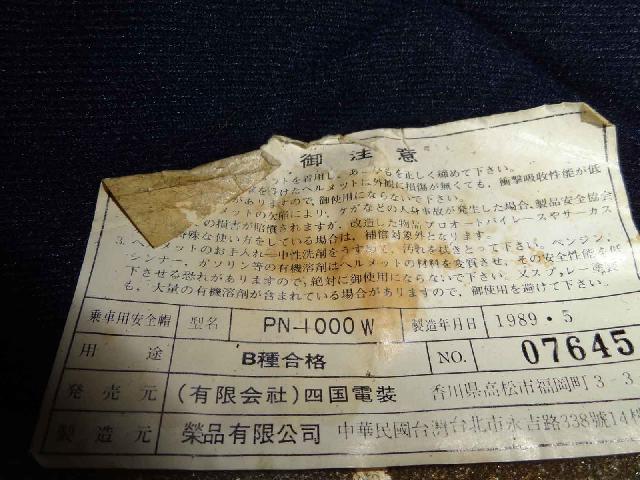 御注意
ットを着用し、あごひもを正しく締めて下さい。
を受けたヘルメットは外観に損傷が無くても、衝撃吸収性能が低
がありますので、御使用にならないで下さい。
ットの欠陥により、ケガなどの人身事故が発生した場合、製品安全協会
の損害が賠償されますが、改造した物品プロオートバイレースやサーカス
殊な使い方をしている場合は、補償対象外となります。
3. ヘルメットのお手入れ―中性洗剤をうすめて、汚れを拭きとって下さい。ベンジン、
シンナー、ガソリン等の有機溶剤はヘルメットの材料を変質させ、その安全性能を低
下させる恐れがありますので、絶対に御使用にならないで下さい。又スプレー塗装
も、大量の有機溶剤が含まれている場合がありますので、御使用を避けて下さい。
乗車用安全帽 型名 PN-1000W 製造年月日 1989・5
用途 B種合格 NO. 07645
発売元 (有限会社)四国電装 香川県高松市福岡町3-3
製造元 榮品有限公司 中華民國台灣台北市永吉路338號14